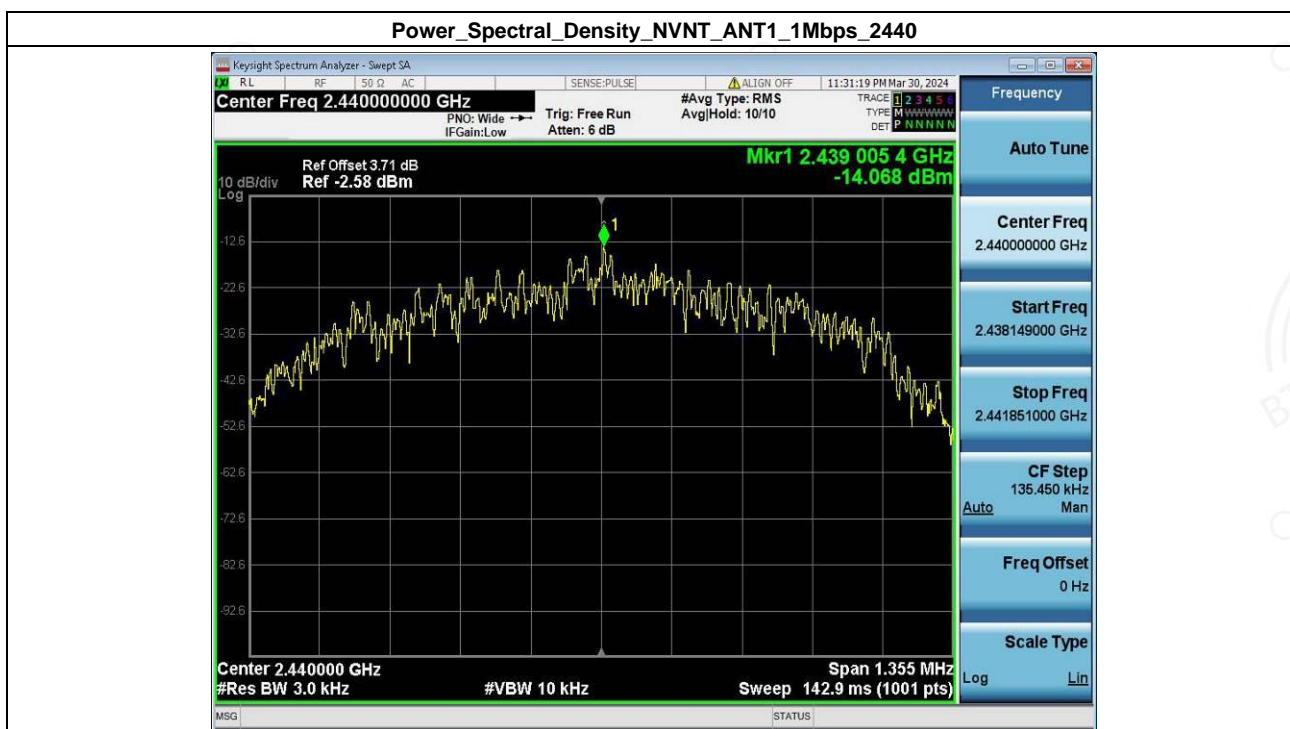 Power_Spectral_Density_NVNT_ANT1_1Mbps_2440
Keysight Spectrum Analyzer - Swept SA
RL RF 50 Ω AC SENSE:PULSE ALIGN OFF 11:31:19 PM Mar 30, 2024
Center Freq 2.440000000 GHz
PNO: Wide
IFGain:Low
Trig: Free Run
Atten: 6 dB
#Avg Type: RMS
Avg|Hold: 10/10
TRACE 1 2 3 4 5 6
TYPE M WWWWW
DET P N N N N N
Mkr1 2.439 005 4 GHz
-14.068 dBm
Ref Offset 3.71 dB
10 dB/div Ref -2.58 dBm
Log
1
-12.6
-22.6
-32.6
-42.6
-52.6
-62.6
-72.6
-82.6
-92.6
Center 2.440000 GHz Span 1.355 MHz
#Res BW 3.0 kHz #VBW 10 kHz Sweep 142.9 ms (1001 pts)
MSG STATUS
Frequency
Auto Tune
Center Freq
2.440000000 GHz
Start Freq
2.438149000 GHz
Stop Freq
2.441851000 GHz
CF Step
135.450 kHz
Auto Man
Freq Offset
0 Hz
Scale Type
Log Lin